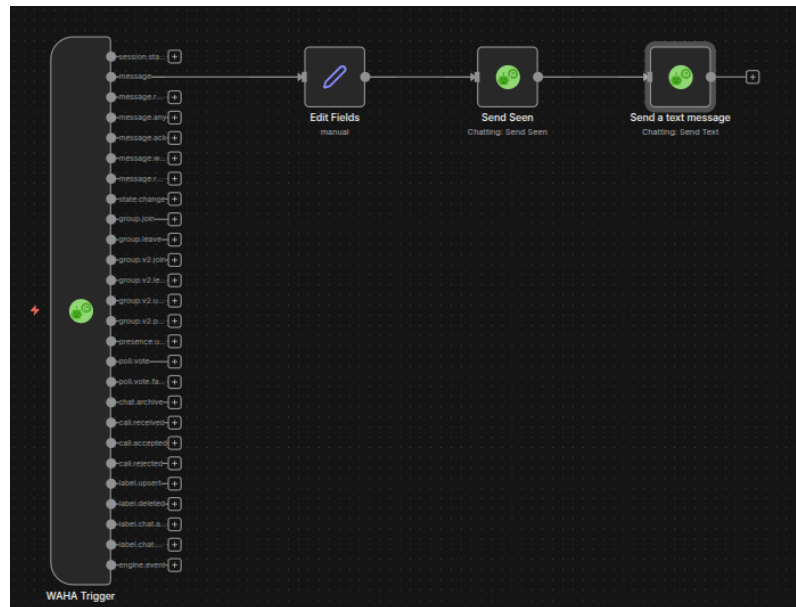 session.sta...
message
message.r...
message.any
message.ack
message.w...
message.r...
state.change
group.join
group.leave
group.v2.join
group.v2.le...
group.v2.u...
group.v2.p...
presence.u...
poll.vote
poll.vote.fa...
chat.archive
call.received
call.accepted
call.rejected
label.upsert
label.deleted
label.chat.a...
label.chat....
engine.event
WAHA Trigger
Edit Fields
manual
Send Seen
Chatting: Send Seen
Send a text message
Chatting: Send Text